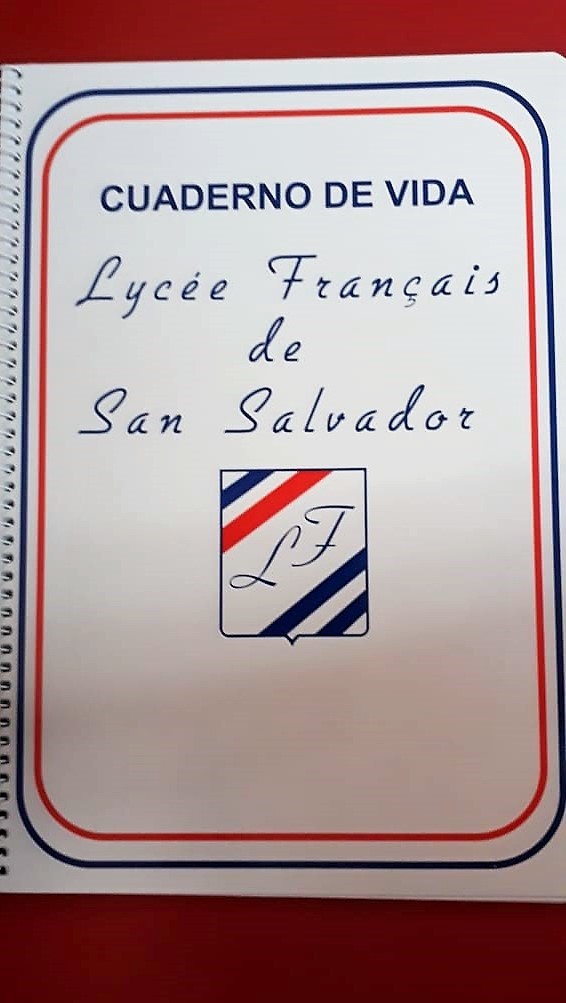 CUADERNO DE VIDA
Lycée Français
de
San Salvador
LF